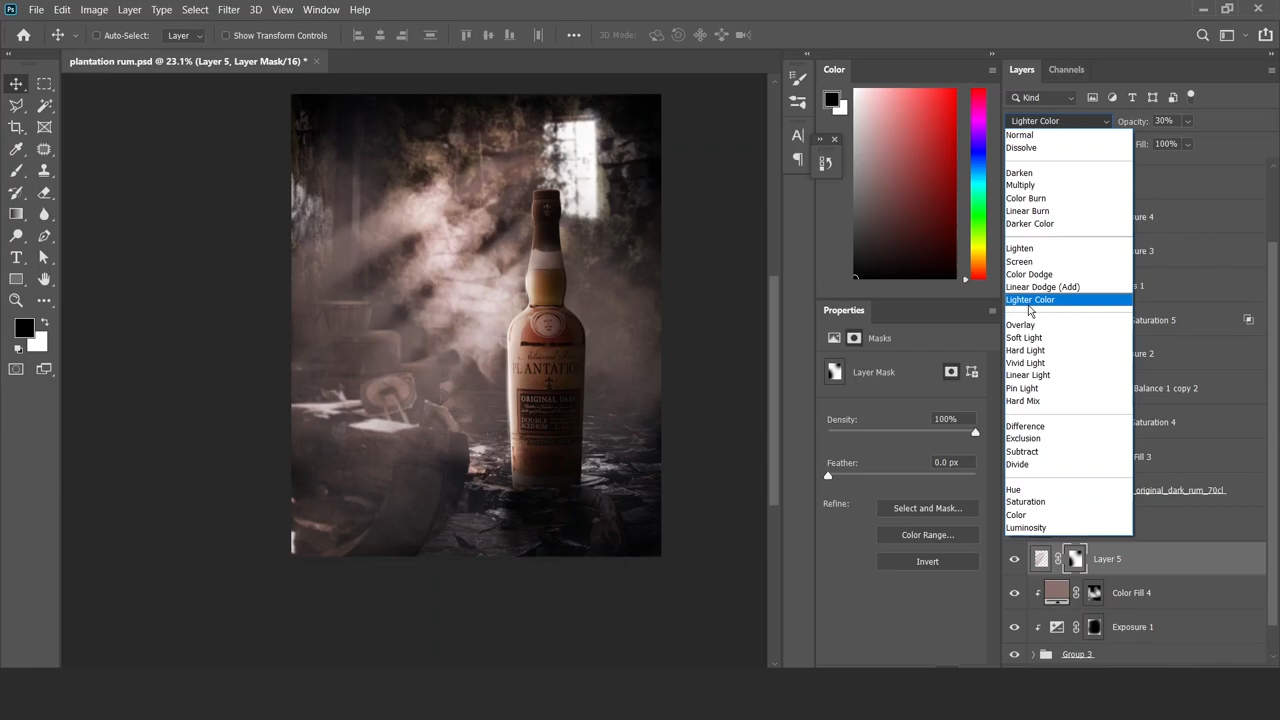 Ps File Edit Image Layer Type Select Filter 3D View Window Help
Auto-Select: Layer Show Transform Controls 3D Mode:
plantation rum.psd @ 23.1% (Layer 5, Layer Mask/16) *
Color
Layers Channels
Kind
Lighter Color Opacity: 30%
Fill: 100%
Normal
Dissolve
Darken
Multiply
Color Burn
Linear Burn
Darker Color
Lighten
Screen
Color Dodge
Linear Dodge (Add)
Lighter Color
Overlay
Soft Light
Hard Light
Vivid Light
Linear Light
Pin Light
Hard Mix
Difference
Exclusion
Subtract
Divide
Hue
Saturation
Color
Luminosity
ure 4
ure 3
s 1
Saturation 5
ure 2
Balance 1 copy 2
Saturation 4
Fill 3
_original_dark_rum_70cl
Layer 5
Color Fill 4
Exposure 1
Group 3
Properties
Masks
Layer Mask
Density: 100%
Feather: 0.0 px
Refine: Select and Mask...
Color Range...
Invert
PLANTATION
ORIGINAL DARK
DOUBLE
AGED RUM